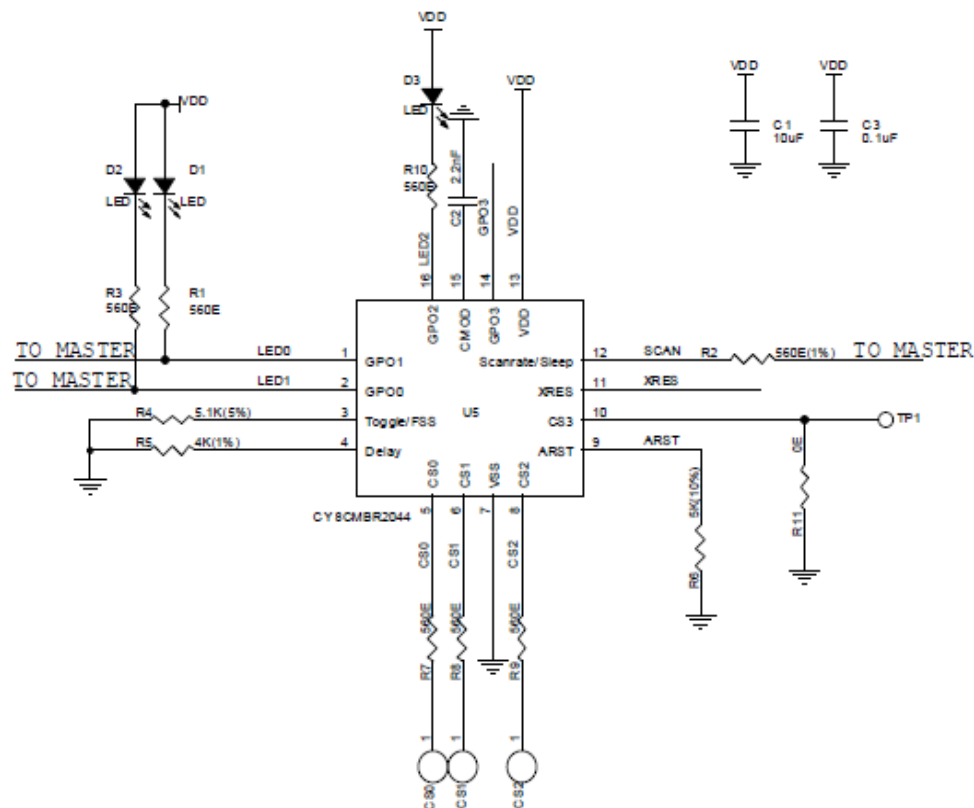 VDD
D3
VDD
VDD
VDD
LED
C1
10uF
C3
0.1uF
VDD
D2
D1
LED
LED
R10
560E
2.2nF
C2
GPO3
VDD
LED2
R3
560E
R1
560E
16
15
14
13
GPO2
CMOD
GPO3
VDD
TO MASTER
LED0
1
GPO1
Scanrate/Sleep
12
SCAN
R2
560E(1%)
TO MASTER
TO MASTER
LED1
2
GPO0
XRES
11
XRES
R4
5.1K(5%)
3
Toggle/FSS
U5
CS3
10
TP1
R5
4K(1%)
4
Delay
ARST
9
ARST
0E
R11
CS0
CS1
VSS
CS2
CY8CMBR2044
5
6
7
8
CS0
CS1
CS2
5K(10%)
R6
560E
560E
560E
R7
R8
R9
1
1
1
CS0
CS1
CS2